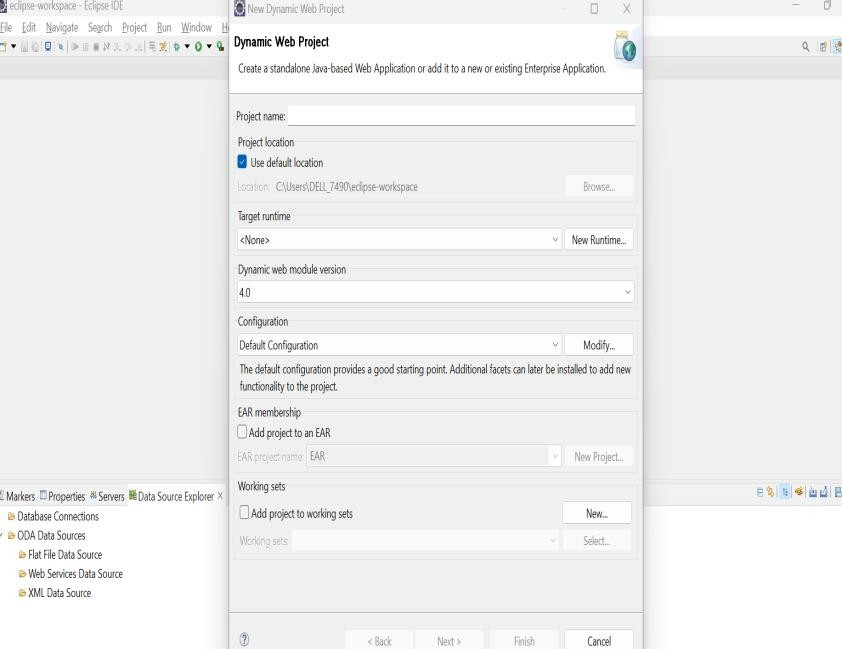 eclipse-workspace - Eclipse IDE
File Edit Navigate Search Project Run Window
New Dynamic Web Project
Dynamic Web Project
Create a standalone Java-based Web Application or add it to a new or existing Enterprise Application.
Project name:
Project location
Use default location
Location: C:\Users\DELL_7490\eclipse-workspace Browse...
Target runtime
<None> New Runtime...
Dynamic web module version
4.0
Configuration
Default Configuration Modify...
The default configuration provides a good starting point. Additional facets can later be installed to add new
functionality to the project.
EAR membership
Add project to an EAR
EAR project name: EAR New Project...
Working sets
Add project to working sets New...
Working sets: Select...
< Back Next > Finish Cancel
Markers Properties Servers Data Source Explorer
Database Connections
ODA Data Sources
Flat File Data Source
Web Services Data Source
XML Data Source